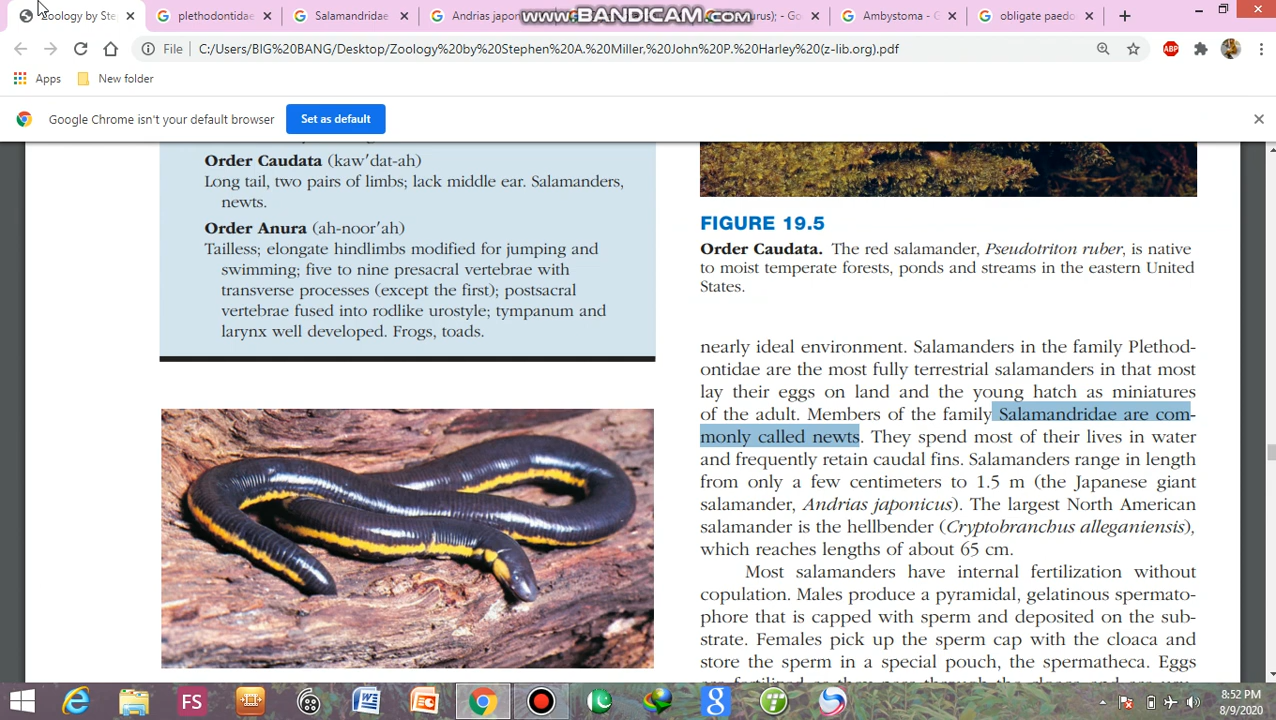 Zoology by Ste
plethodontidae
Salamandridae
Andrias japon
www.BANDICAM.com
urus); - Go
Ambystoma - G
obligate paedo
File
C:/Users/BIG%20BANG/Desktop/Zoology%20by%20Stephen%20A.%20Miller,%20John%20P.%20Harley%20(z-lib.org).pdf
ABP
Apps
New folder
Google Chrome isn't your default browser
Set as default
Order Caudata (kaw′dat-ah)
Long tail, two pairs of limbs; lack middle ear. Salamanders,
newts.
Order Anura (ah-noor′ah)
Tailless; elongate hindlimbs modified for jumping and
swimming; five to nine presacral vertebrae with
transverse processes (except the first); postsacral
vertebrae fused into rodlike urostyle; tympanum and
larynx well developed. Frogs, toads.
FIGURE 19.5
Order Caudata. The red salamander, Pseudotriton ruber, is native
to moist temperate forests, ponds and streams in the eastern United
States.
nearly ideal environment. Salamanders in the family Plethod-
ontidae are the most fully terrestrial salamanders in that most
lay their eggs on land and the young hatch as miniatures
of the adult. Members of the family Salamandridae are com-
monly called newts. They spend most of their lives in water
and frequently retain caudal fins. Salamanders range in length
from only a few centimeters to 1.5 m (the Japanese giant
salamander, Andrias japonicus). The largest North American
salamander is the hellbender (Cryptobranchus alleganiensis),
which reaches lengths of about 65 cm.
Most salamanders have internal fertilization without
copulation. Males produce a pyramidal, gelatinous spermato-
phore that is capped with sperm and deposited on the sub-
strate. Females pick up the sperm cap with the cloaca and
store the sperm in a special pouch, the spermatheca. Eggs
FS
8:52 PM
8/9/2020